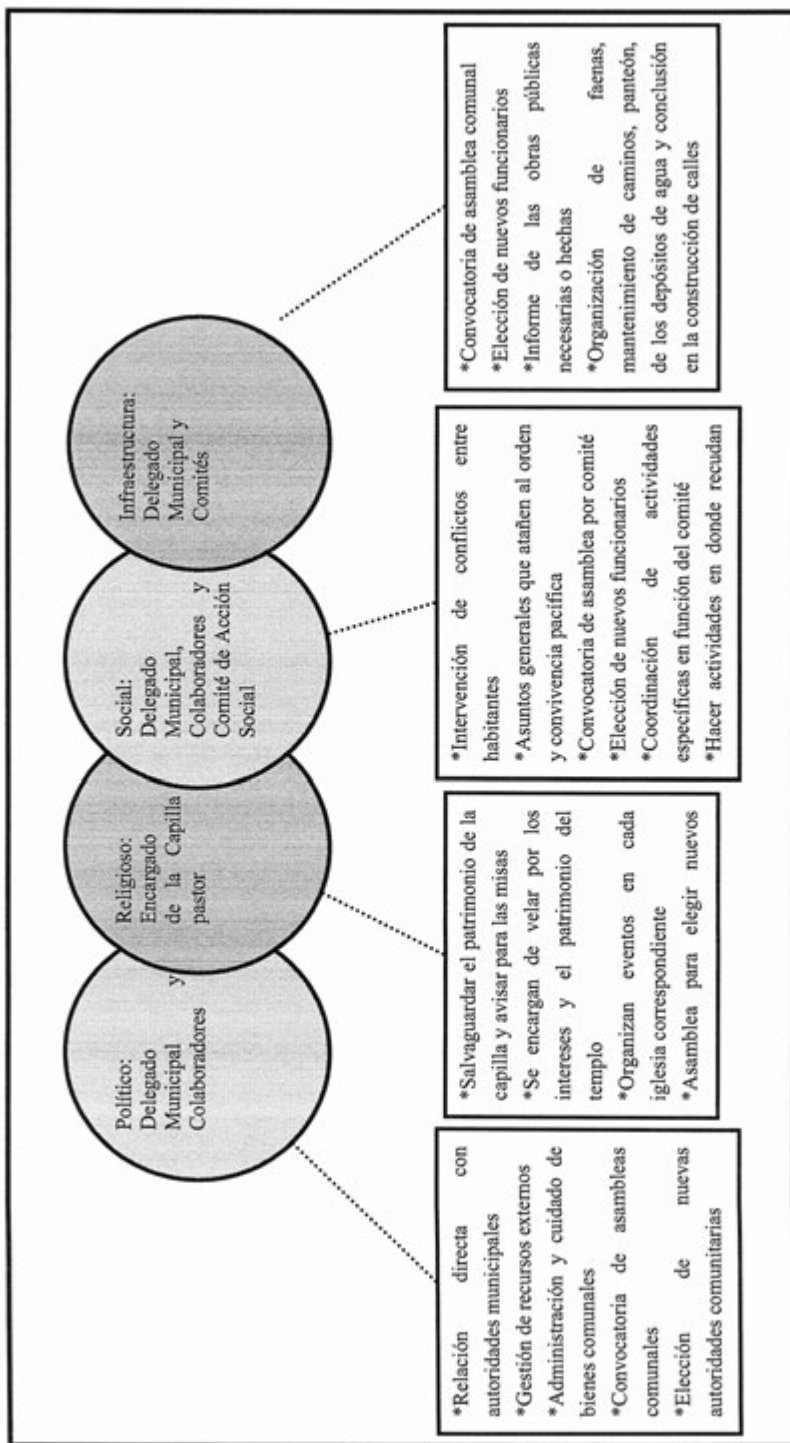 Político:
Delegado
Municipal y
Colaboradores
Religioso:
Encargado
de la Capilla y
pastor
Social:
Delegado
Municipal,
Colaboradores y
Comité de Acción
Social
Infraestructura:
Delegado
Municipal y
Comités
*Relación directa con
autoridades municipales
*Gestión de recursos externos
*Administración y cuidado de
bienes comunales
*Convocatoria de asambleas
comunales
*Elección de nuevas
autoridades comunitarias
*Salvaguardar el patrimonio de la
capilla y avisar para las misas
*Se encargan de velar por los
intereses y el patrimonio del
templo
*Organizan eventos en cada
iglesia correspondiente
*Asamblea para elegir nuevos
*Intervención de conflictos entre
habitantes
*Asuntos generales que atañen al orden
y convivencia pacífica
*Convocatoria de asamblea por comité
*Elección de nuevos funcionarios
*Coordinación de actividades
específicas en función del comité
*Hacer actividades en donde recudan
*Convocatoria de asamblea comunal
*Elección de nuevos funcionarios
*Informe de las obras públicas
necesarias o hechas
*Organización de faenas,
mantenimiento de caminos, panteón,
de los depósitos de agua y conclusión
en la construcción de calles